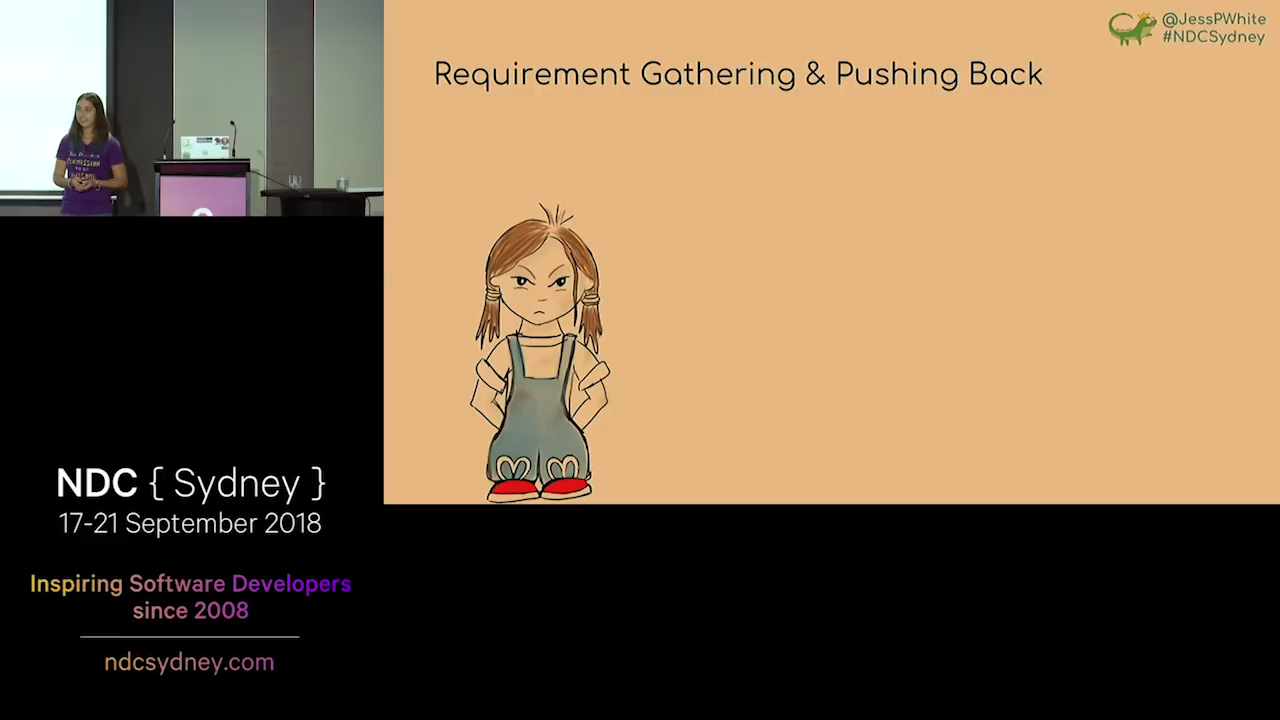 @JessPWhite
#NDCSydney
Requirement Gathering & Pushing Back
PERMISSION
NDC { Sydney }
17-21 September 2018
Inspiring Software Developers
since 2008
ndcsydney.com